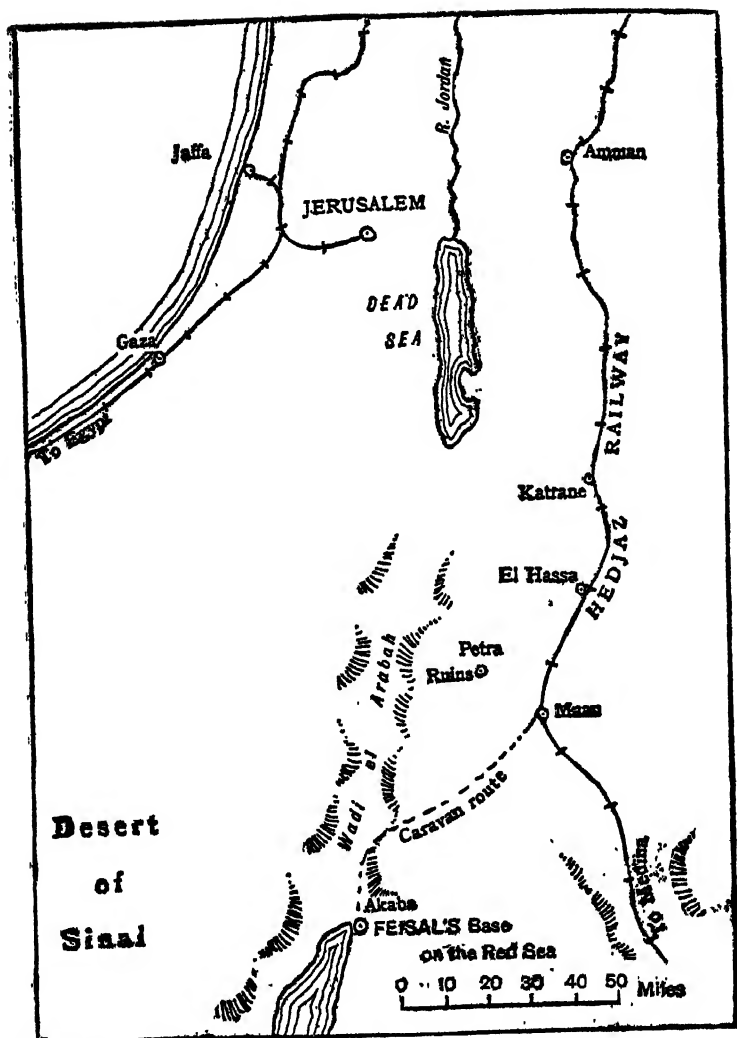 R. Jordan
Jaffa
Amman
JERUSALEM
DEAD
SEA
Gaza
To Egypt
HEDJAZ RAILWAY
Katrane
El Hassa
Petra
Ruins
Maan
Wadi el Arabah
Caravan route
Desert
of
Sinai
To Medina
Akaba
FEISAL'S Base
on the Red Sea
0 10 20 30 40 50 Miles